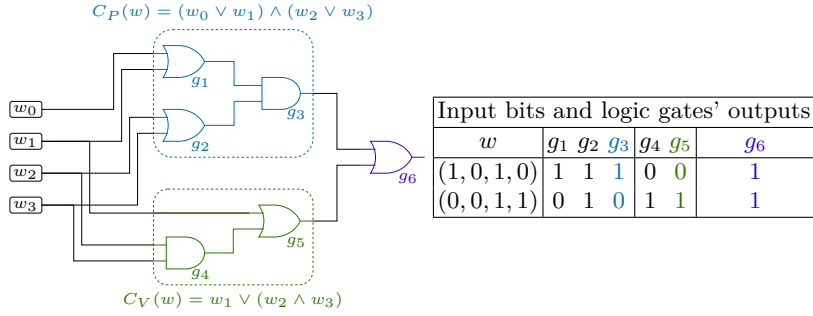 C_P(w) = (w_0 ∨ w_1) ∧ (w_2 ∨ w_3)
g_1
w_0
g_3
w_1
g_2
w_2
g_6
w_3
g_5
g_4
C_V(w) = w_1 ∨ (w_2 ∧ w_3)
Input bits and logic gates' outputs
w g_1 g_2 g_3 g_4 g_5 g_6
(1, 0, 1, 0) 1 1 1 0 0 1
(0, 0, 1, 1) 0 1 0 1 1 1